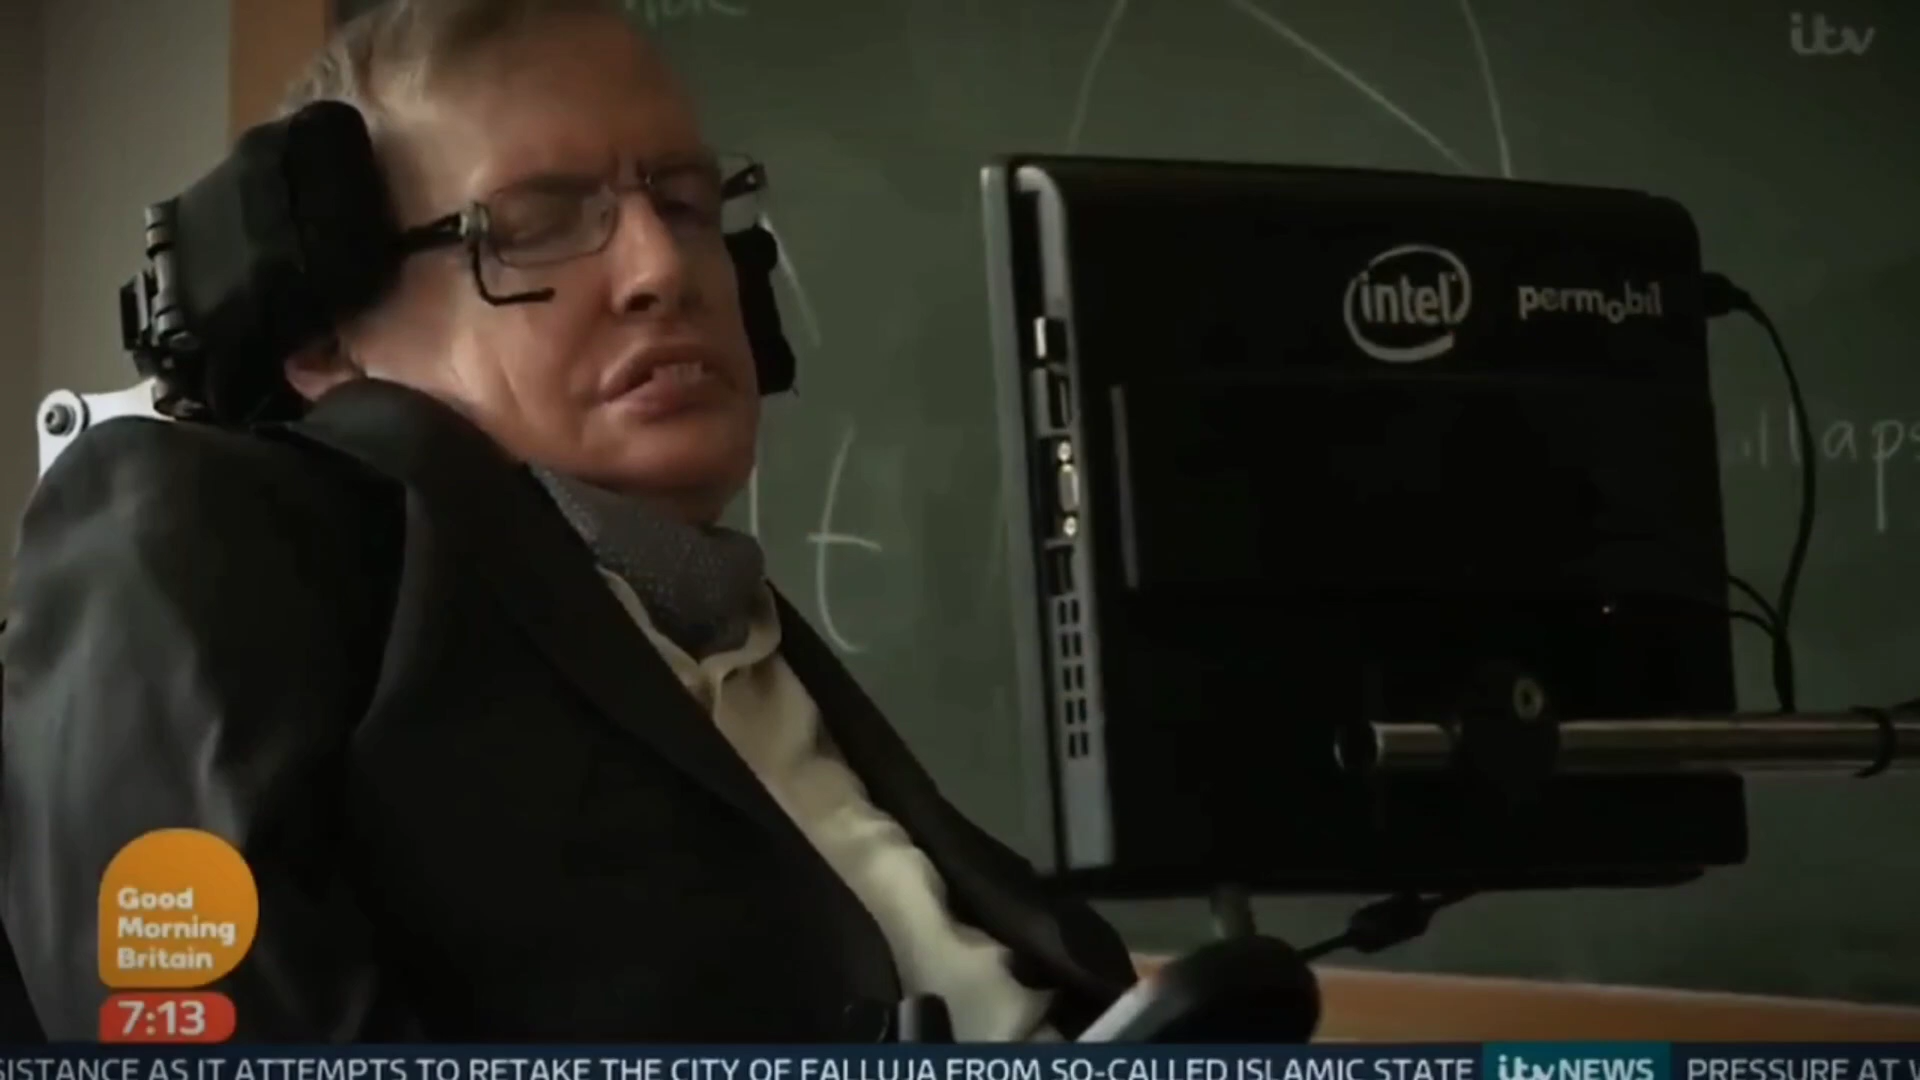 itv
intel
permobil
t
Good
Morning
Britain
7:13
SISTANCE AS IT ATTEMPTS TO RETAKE THE CITY OF FALLUJA FROM SO-CALLED ISLAMIC STATE itv NEWS PRESSURE AT